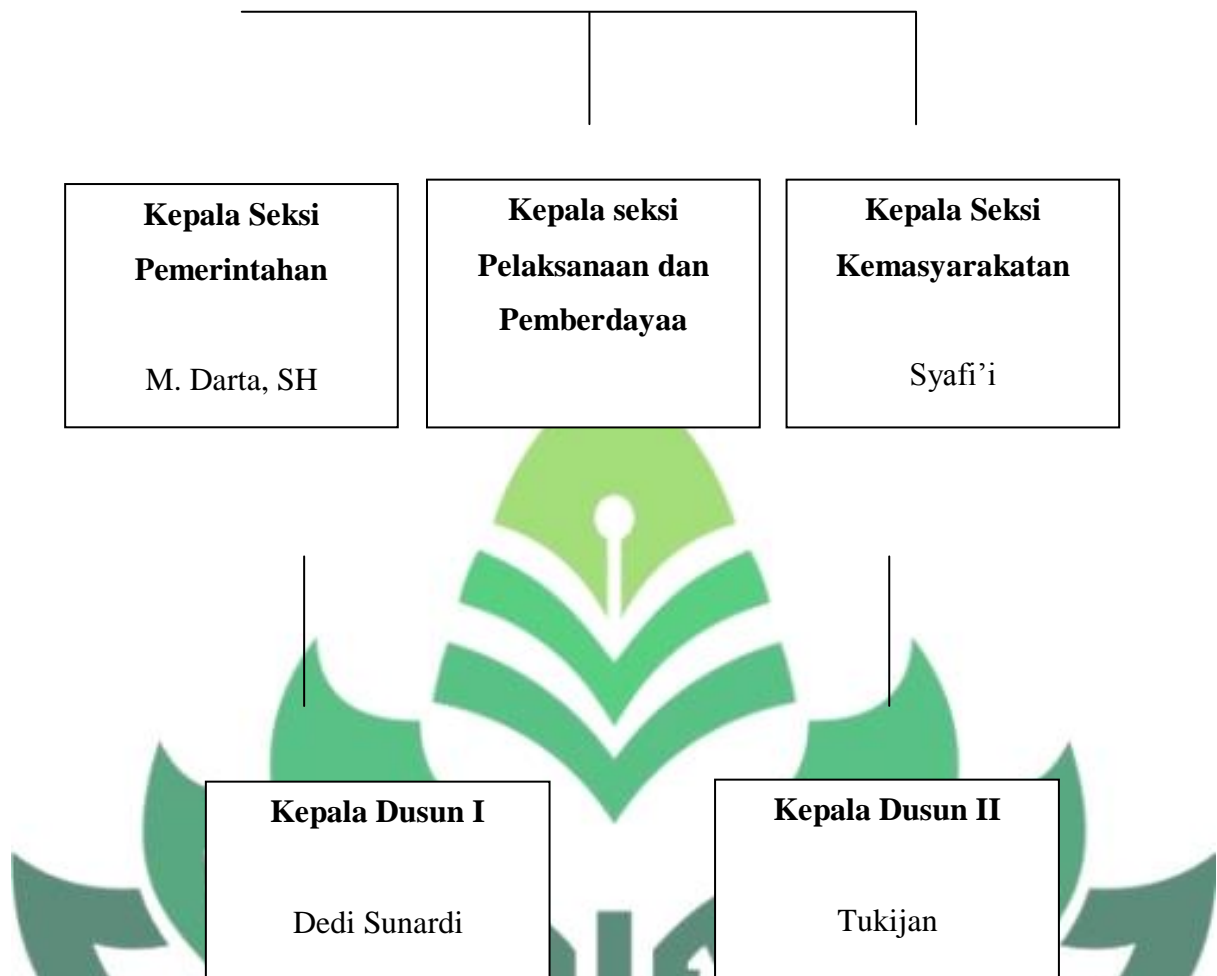 Kepala Seksi
Pemerintahan
M. Darta, SH
Kepala seksi
Pelaksanaan dan
Pemberdayaa
Kepala Seksi
Kemasyarakatan
Syafi’i
Kepala Dusun I
Dedi Sunardi
Kepala Dusun II
Tukijan